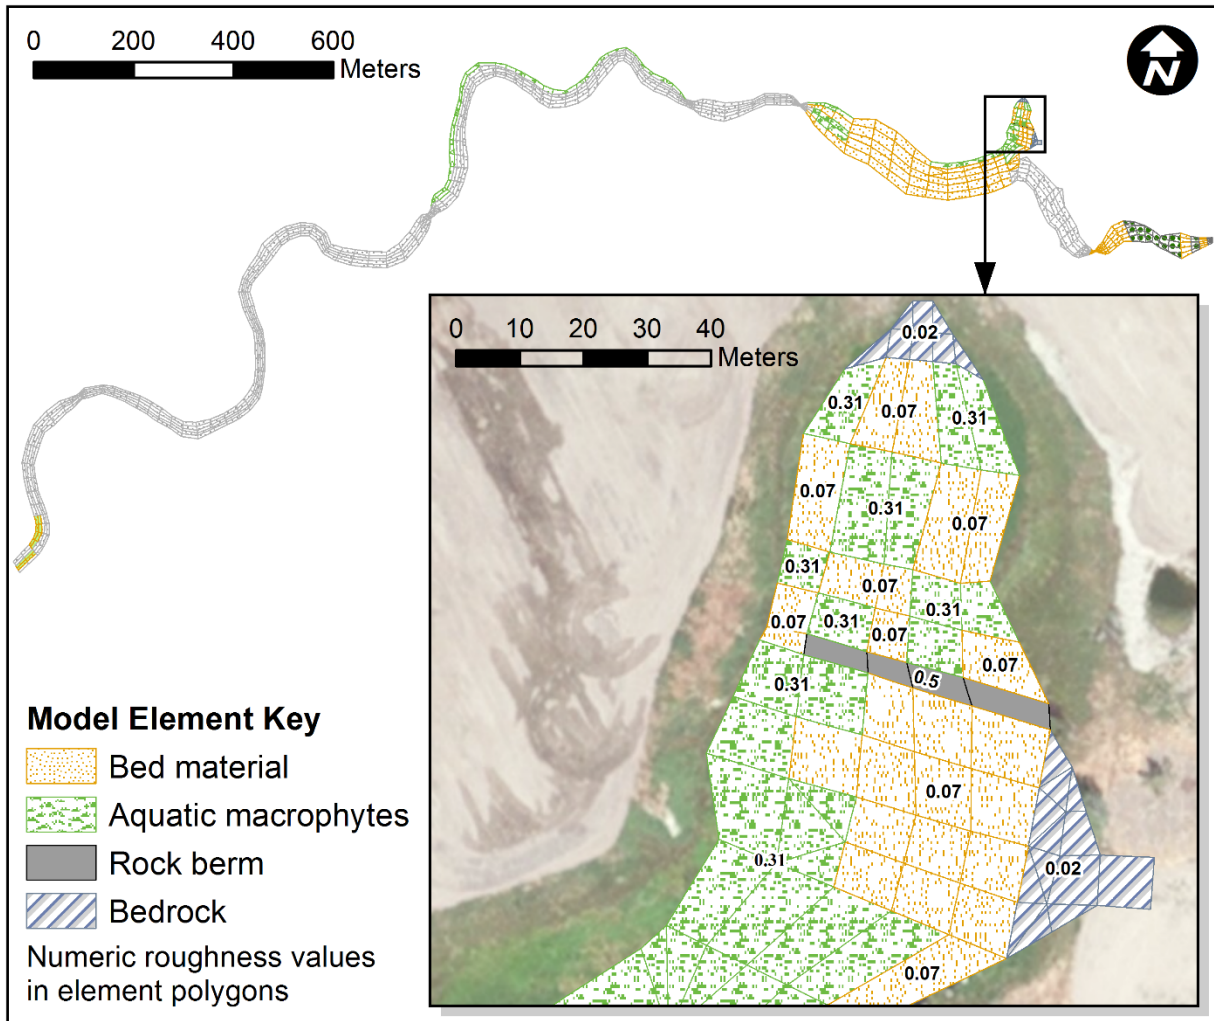 0 200 400 600
Meters
N
0 10 20 30 40
Meters
0.02
0.31
0.07
0.31
0.07
0.31
0.07
0.31
0.07
0.31
0.07
0.31
0.07
0.07
0.31
0.5
0.07
0.31
0.02
0.07
Model Element Key
Bed material
Aquatic macrophytes
Rock berm
Bedrock
Numeric roughness values
in element polygons